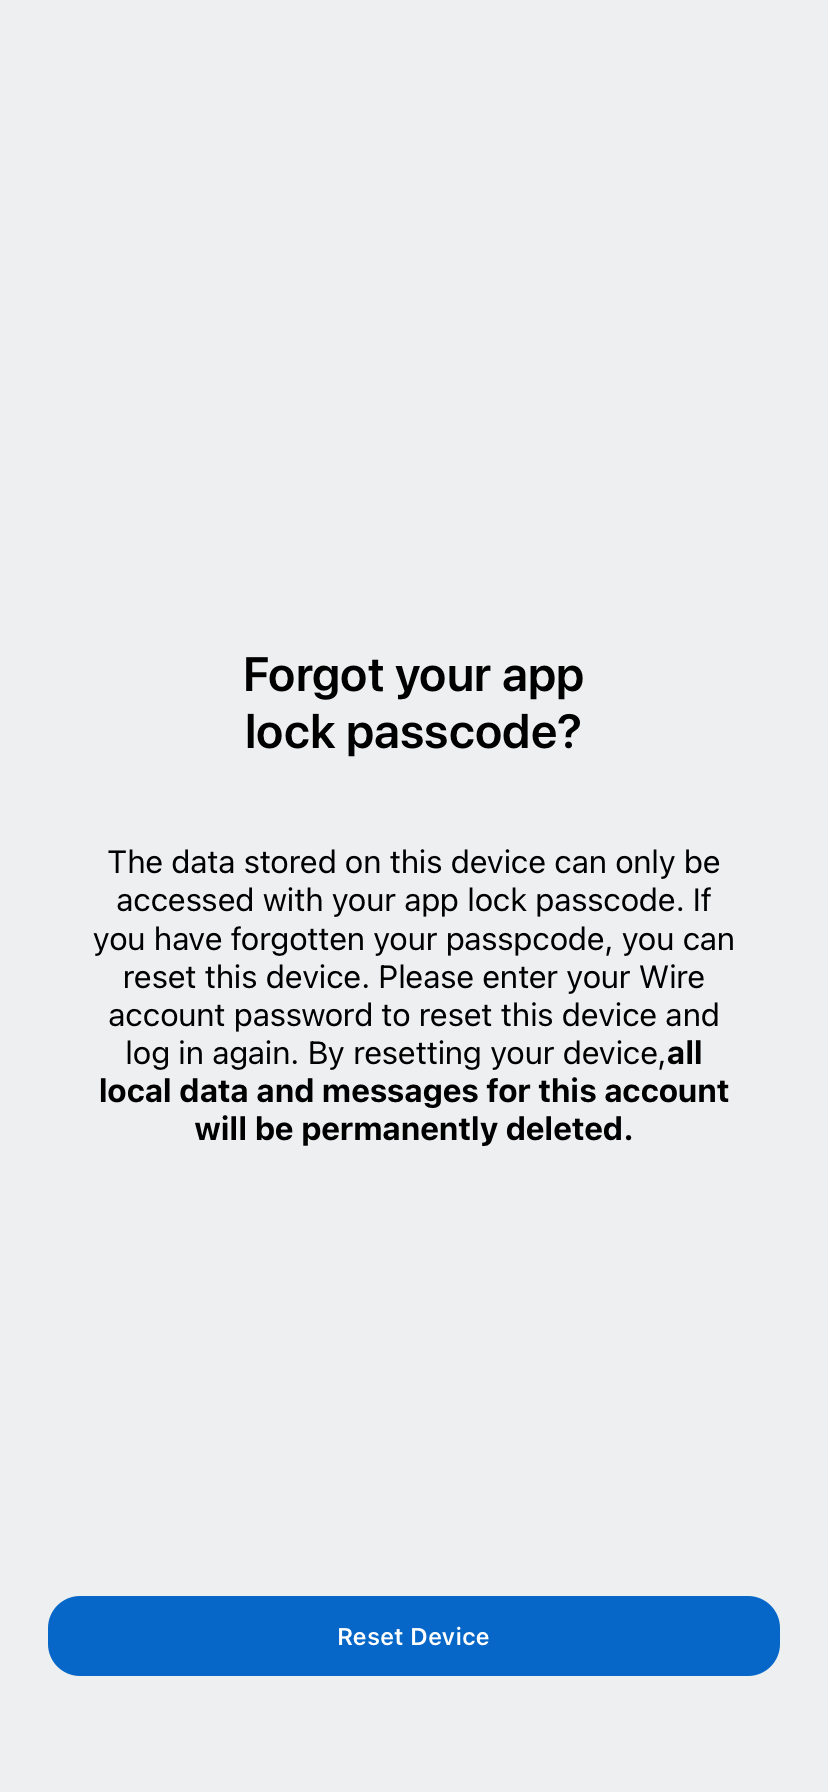 Forgot your app
lock passcode?
The data stored on this device can only be
accessed with your app lock passcode. If
you have forgotten your passpcode, you can
reset this device. Please enter your Wire
account password to reset this device and
log in again. By resetting your device,all
local data and messages for this account
will be permanently deleted.
Reset Device